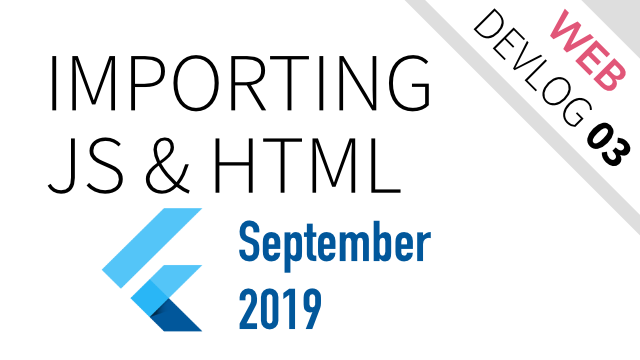 IMPORTING
JS & HTML
September
2019
WEB
DEVLOG 03